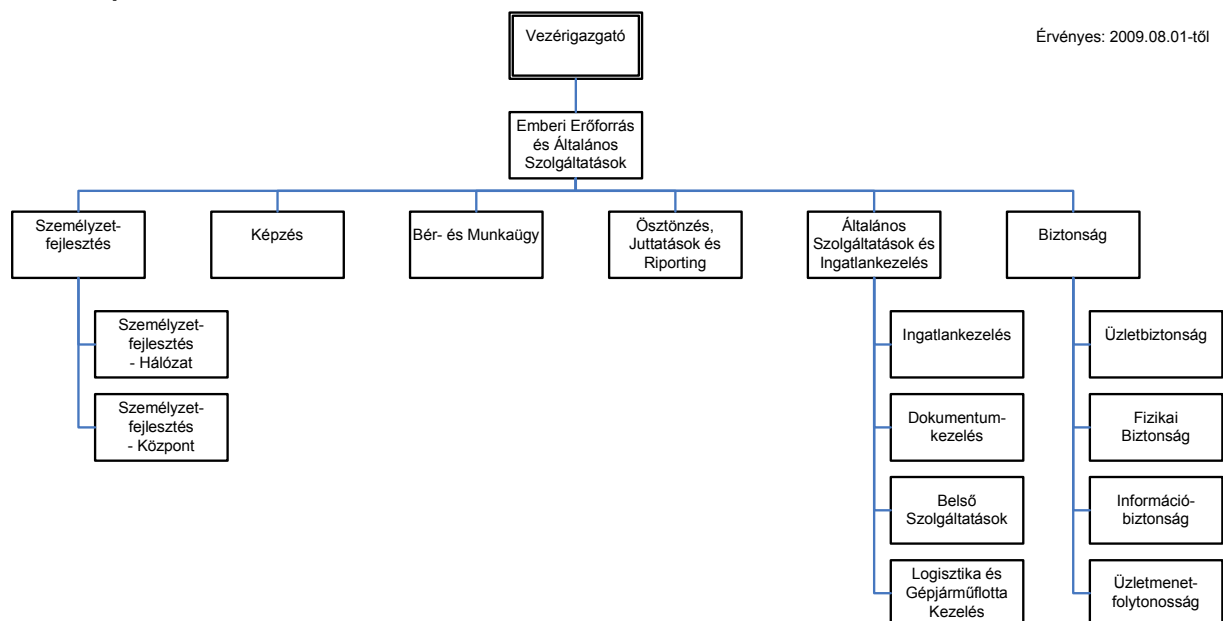 Vezérigazgató
Érvényes: 2009.08.01-től
Emberi Erőforrás
és Általános
Szolgáltatások
Személyzet-
fejlesztés
Képzés
Bér- és Munkaügy
Ösztönzés,
Juttatások és
Riporting
Általános
Szolgáltatások és
Ingatlankezelés
Biztonság
Személyzet-
fejlesztés
- Hálózat
Személyzet-
fejlesztés
- Központ
Ingatlankezelés
Dokumentum-
kezelés
Belső
Szolgáltatások
Logisztika és
Gépjárműflotta
Kezelés
Üzletbiztonság
Fizikai
Biztonság
Információ-
biztonság
Üzletmenet-
folytonosság